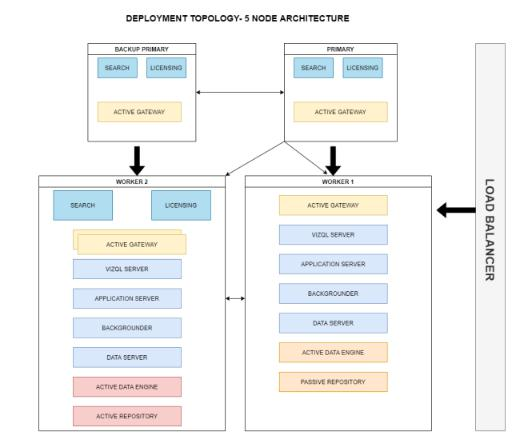 DEPLOYMENT TOPOLOGY- 5 NODE ARCHITECTURE
BACKUP PRIMARY
SEARCH
LICENSING
ACTIVE GATEWAY
PRIMARY
SEARCH
LICENSING
ACTIVE GATEWAY
WORKER 2
SEARCH
LICENSING
ACTIVE GATEWAY
VIZQL SERVER
APPLICATION SERVER
BACKGROUNDER
DATA SERVER
ACTIVE DATA ENGINE
ACTIVE REPOSITORY
WORKER 1
ACTIVE GATEWAY
VIZQL SERVER
APPLICATION SERVER
BACKGROUNDER
DATA SERVER
ACTIVE DATA ENGINE
PASSIVE REPOSITORY
LOAD BALANCER